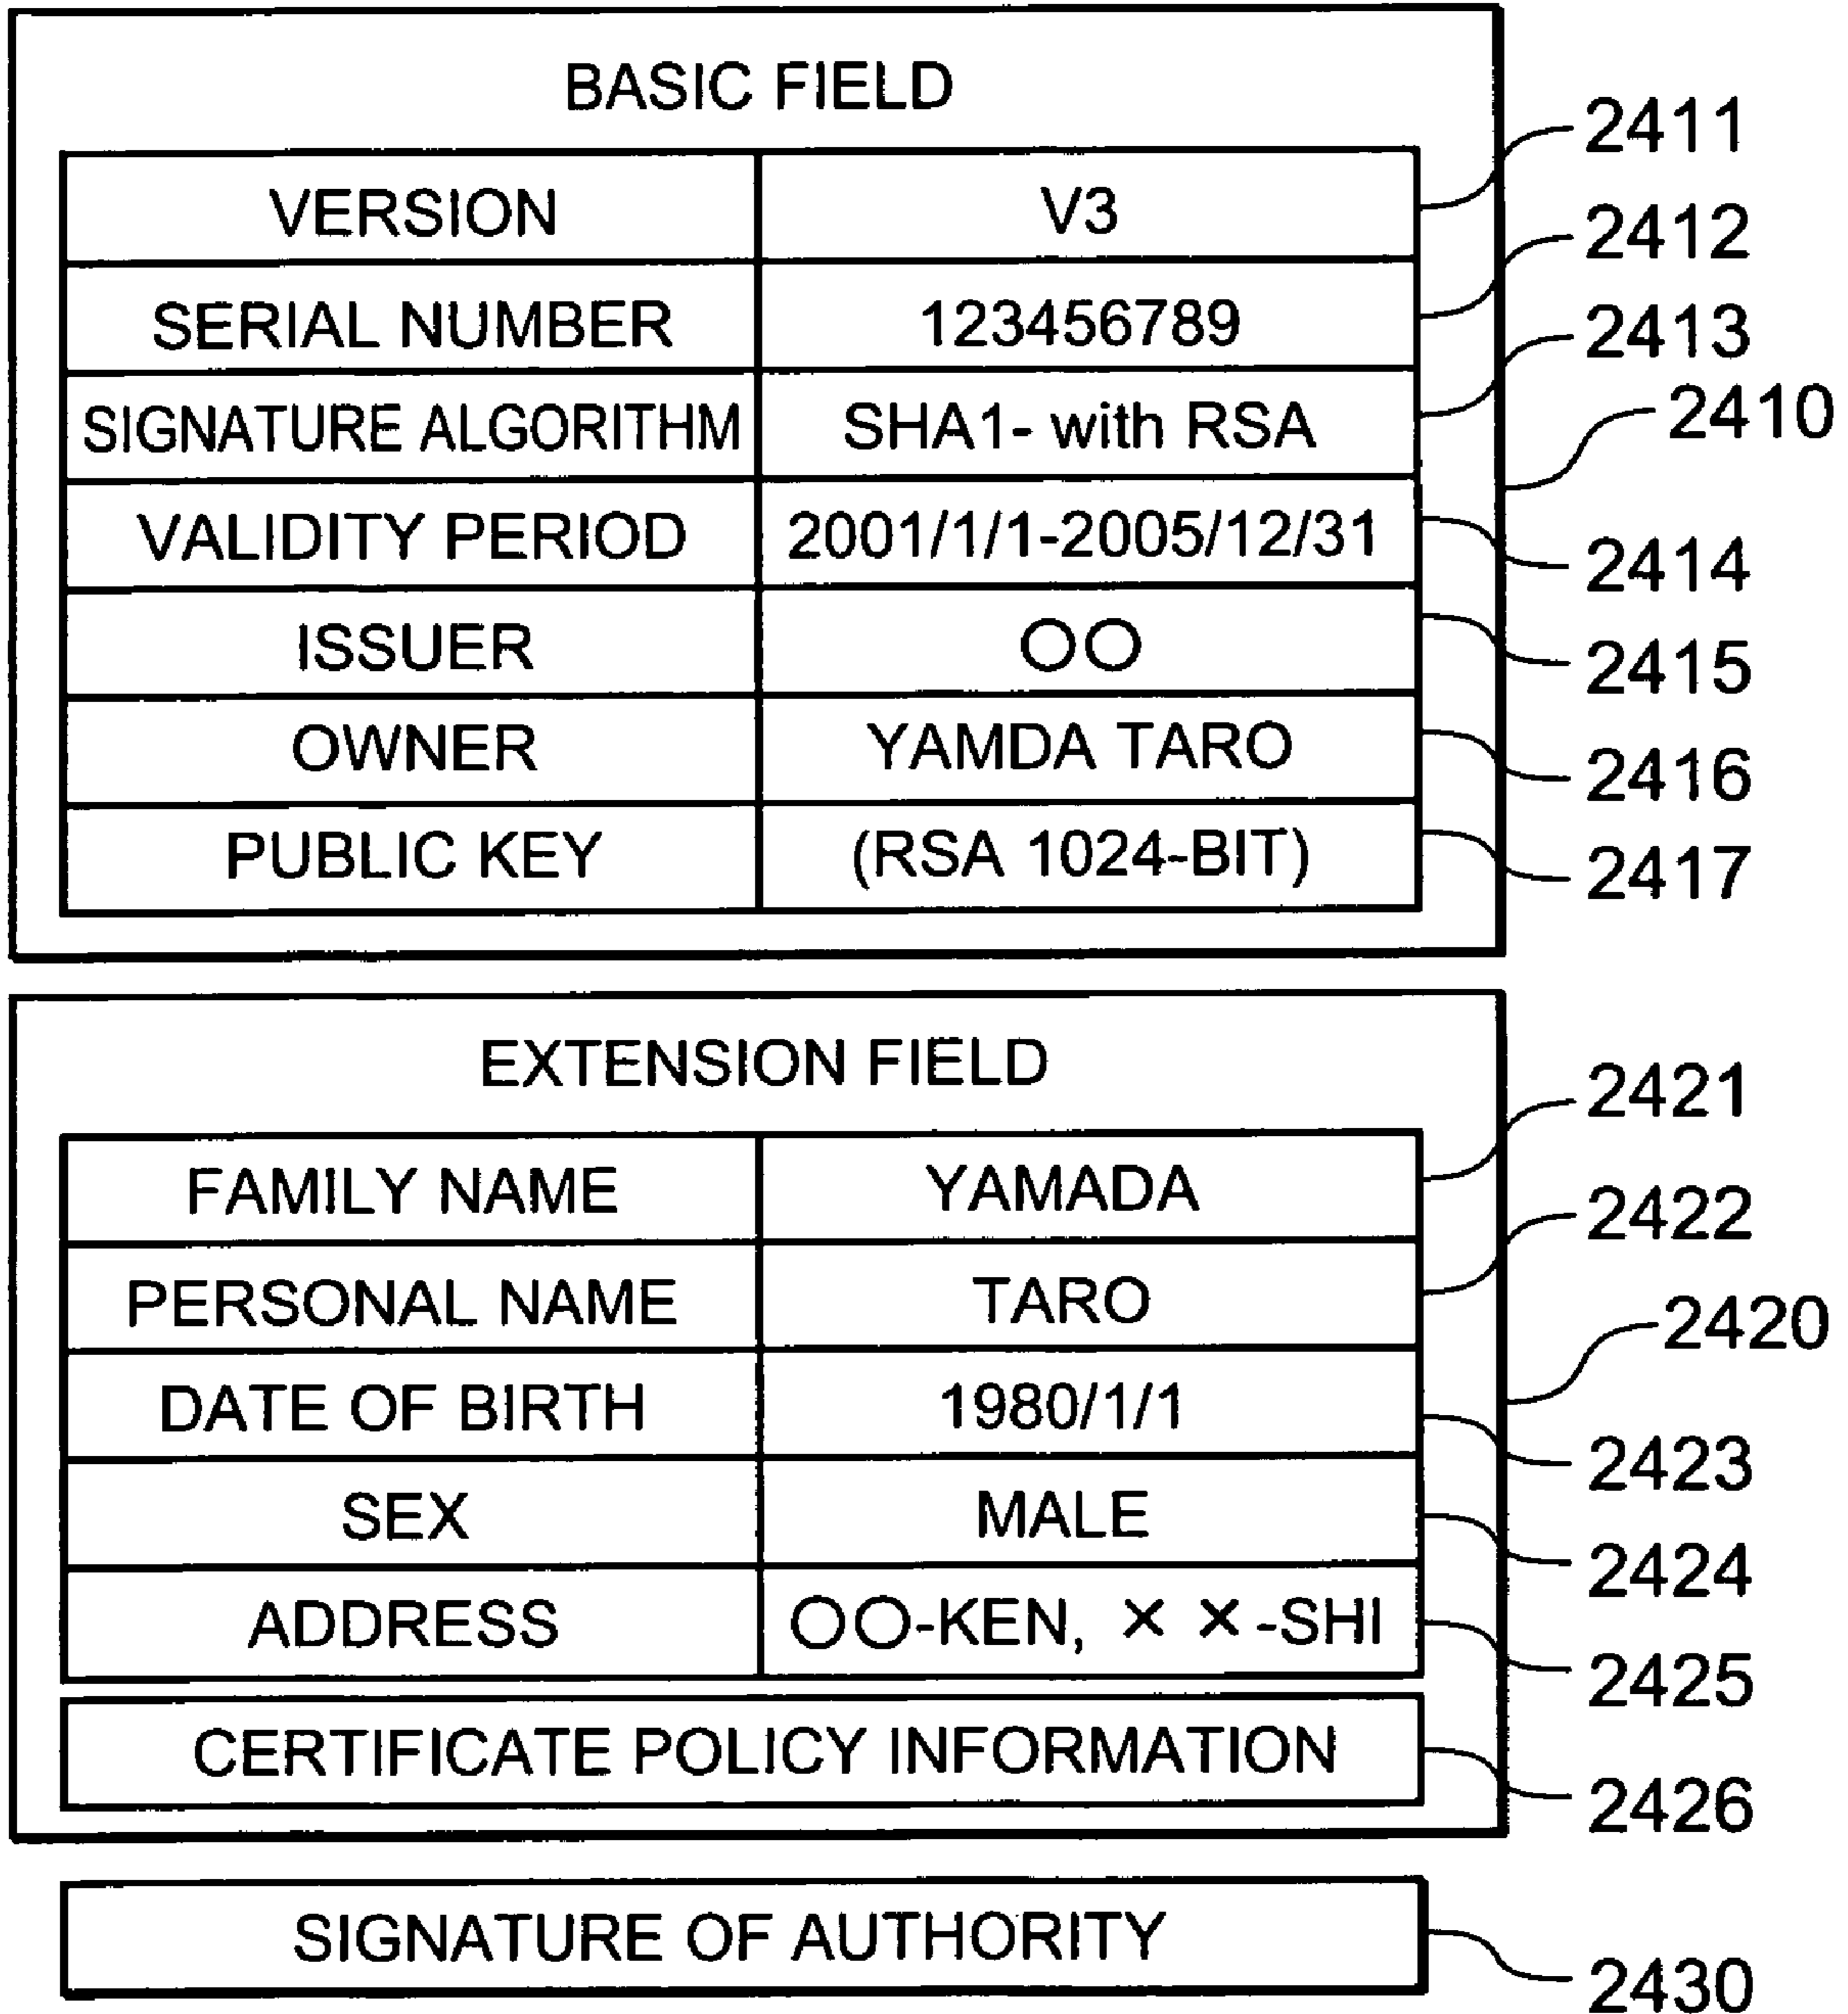 BASIC FIELD
VERSION V3 2411
SERIAL NUMBER 123456789 2412
SIGNATURE ALGORITHM SHA1- with RSA 2413
2410
VALIDITY PERIOD 2001/1/1-2005/12/31 2414
ISSUER ○○ 2415
OWNER YAMDA TARO 2416
PUBLIC KEY (RSA 1024-BIT) 2417
EXTENSION FIELD
FAMILY NAME YAMADA 2421
PERSONAL NAME TARO 2422
2420
DATE OF BIRTH 1980/1/1 2423
SEX MALE 2424
ADDRESS ○○-KEN, × ×-SHI 2425
CERTIFICATE POLICY INFORMATION 2426
SIGNATURE OF AUTHORITY 2430